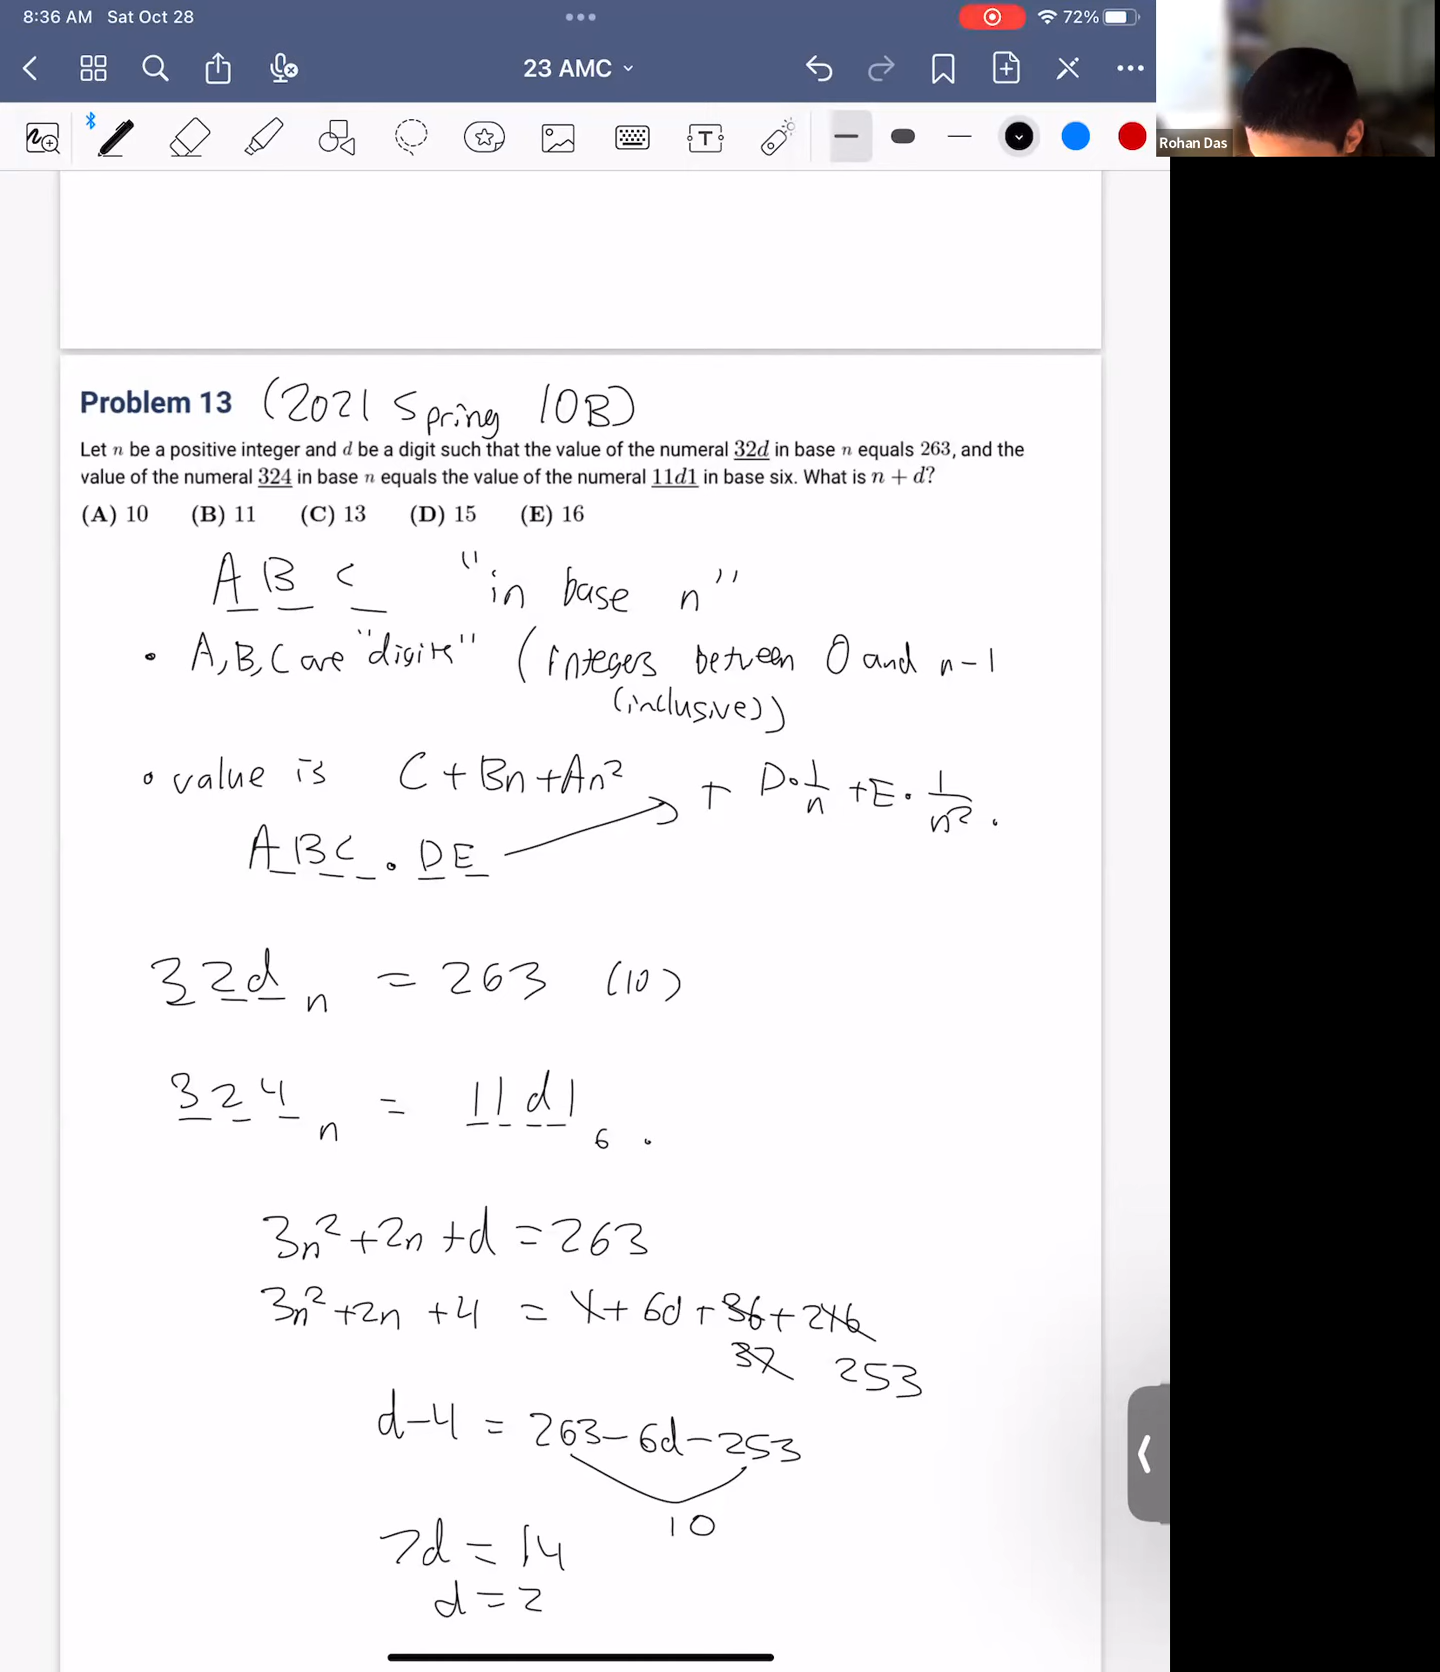 8:36 AM Sat Oct 28
72%
23 AMC
T
Rohan Das
Problem 13 (2021 Spring 10B)
Let n be a positive integer and d be a digit such that the value of the numeral 32d in base n equals 263, and the
value of the numeral 324 in base n equals the value of the numeral 11d1 in base six. What is n + d?
(A) 10 (B) 11 (C) 13 (D) 15 (E) 16
A B C "in base n"
• A,B,C are "digits" (integers between 0 and n-1
(inclusive))
• value is C+Bn+An² + D·1/n +E·1/n².
ABC.DE
32d n = 263 (10)
324 n = 11d1 6.
3n²+2n+d=263
3n²+2n+4 = 1+6d+36+216
37 253
d-4 = 263-6d-253
10
7d=14
d=2